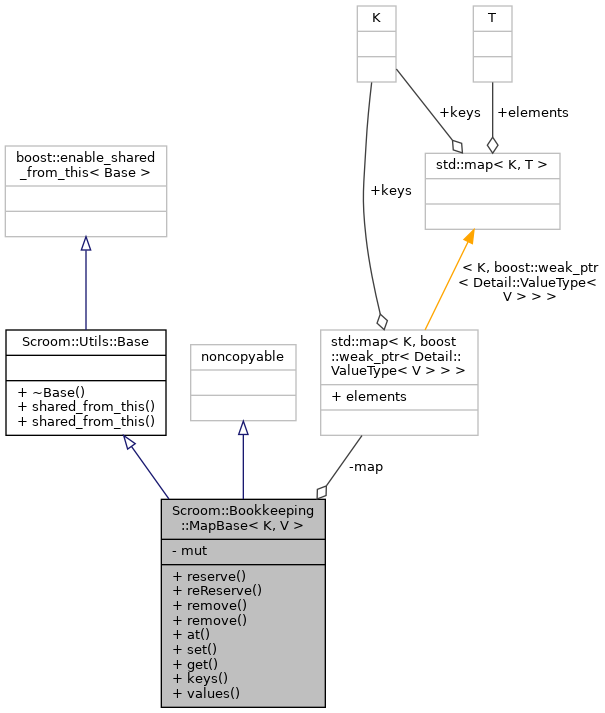 K
T
+keys
+elements
boost::enable_shared
_from_this< Base >
std::map< K, T >
+keys
< K, boost::weak_ptr
< Detail::ValueType<
V > > >
Scroom::Utils::Base
+ ~Base()
+ shared_from_this()
+ shared_from_this()
noncopyable
std::map< K, boost
::weak_ptr< Detail::
ValueType< V > > >
+ elements
-map
Scroom::Bookkeeping
::MapBase< K, V >
- mut
+ reserve()
+ reReserve()
+ remove()
+ remove()
+ at()
+ set()
+ get()
+ keys()
+ values()